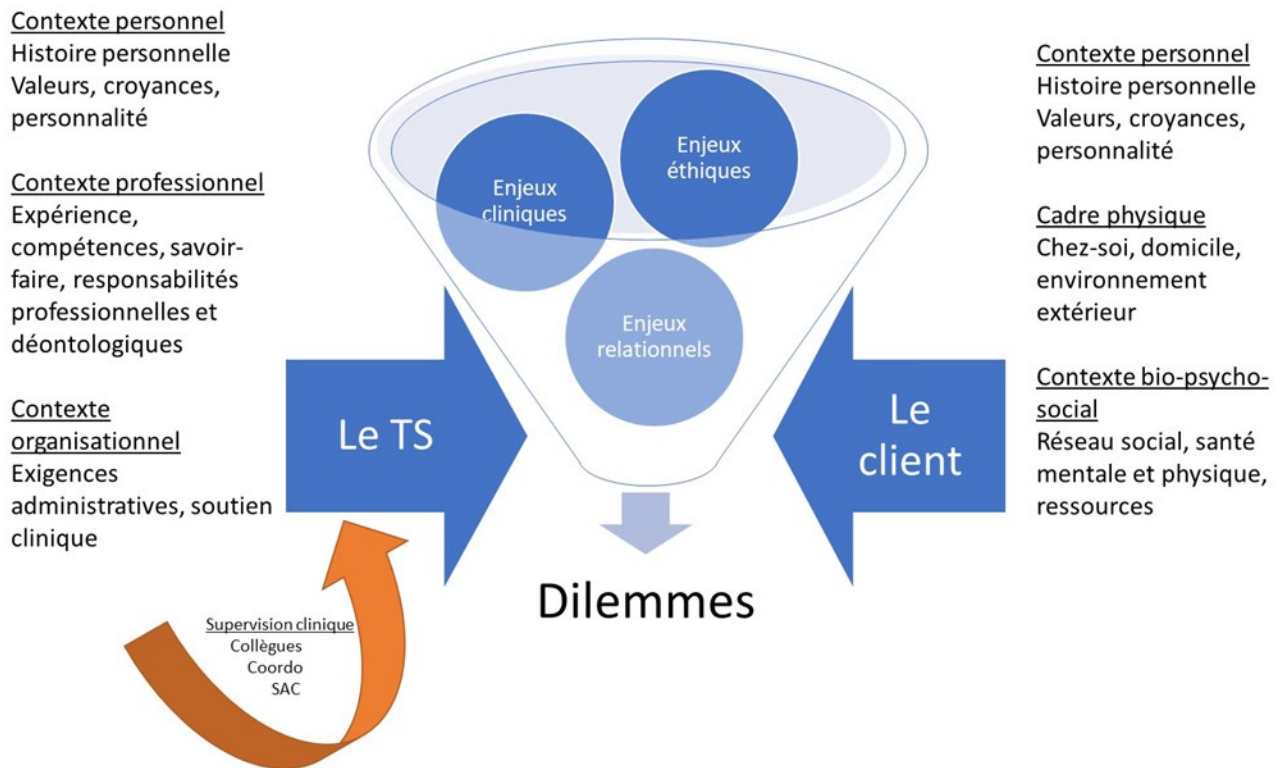 Contexte personnel
Histoire personnelle
Valeurs, croyances,
personnalité
Contexte professionnel
Expérience,
compétences, savoir-
faire, responsabilités
professionnelles et
déontologiques
Contexte
organisationnel
Exigences
administratives, soutien
clinique
Le TS
Supervision clinique
Collègues
Coordo
SAC
Enjeux
cliniques
Enjeux
éthiques
Enjeux
relationnels
Dilemmes
Le
client
Contexte personnel
Histoire personnelle
Valeurs, croyances,
personnalité
Cadre physique
Chez-soi, domicile,
environnement
extérieur
Contexte bio-psycho-
social
Réseau social, santé
mentale et physique,
ressources